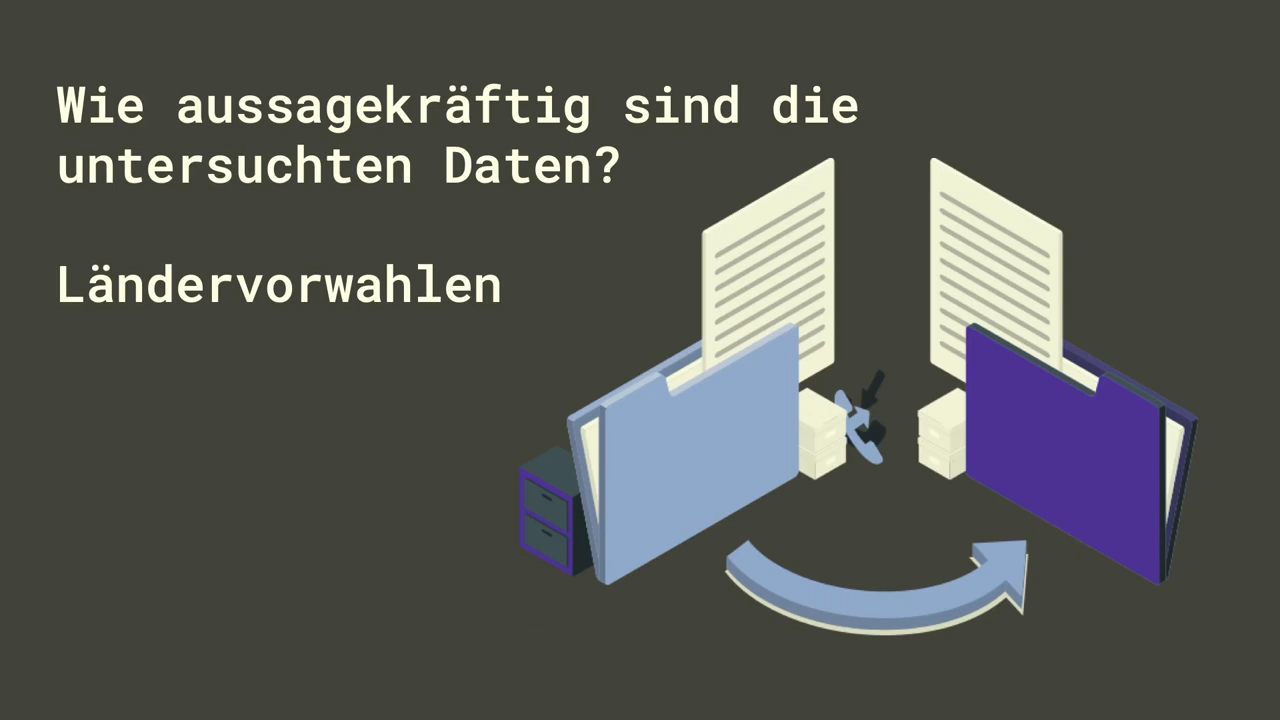 Wie aussagekräftig sind die
untersuchten Daten?
Ländervorwahlen